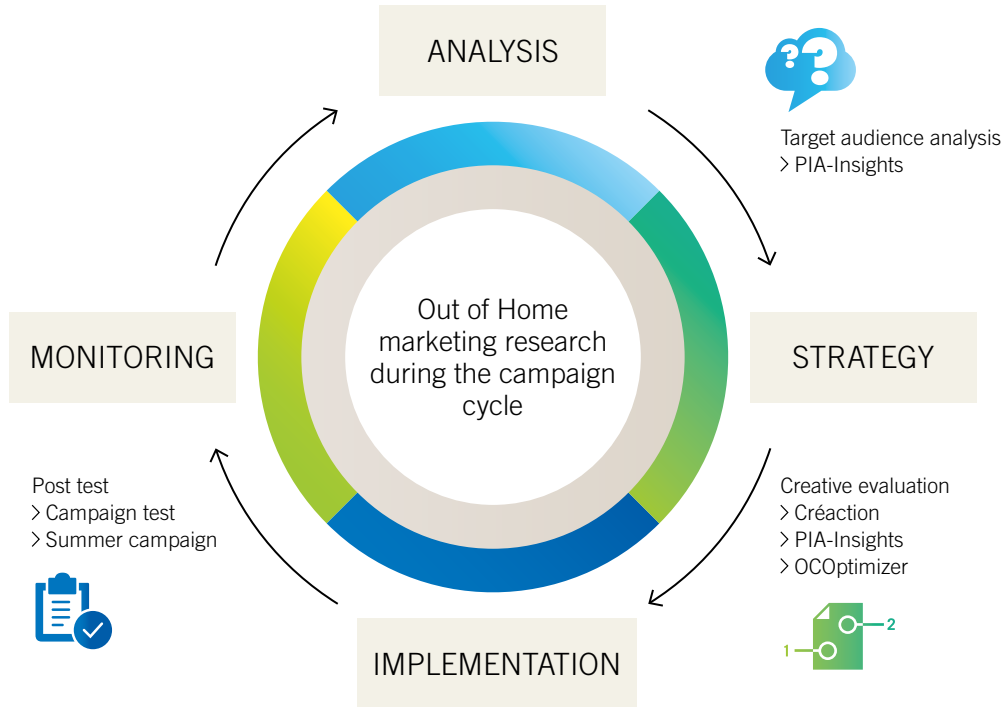 ANALYSIS
? ?
Target audience analysis
> PIA-Insights
Out of Home
marketing research
during the campaign
cycle
MONITORING
STRATEGY
Post test
> Campaign test
> Summer campaign
Creative evaluation
> Créaction
> PIA-Insights
> OCOptimizer
2
1
IMPLEMENTATION